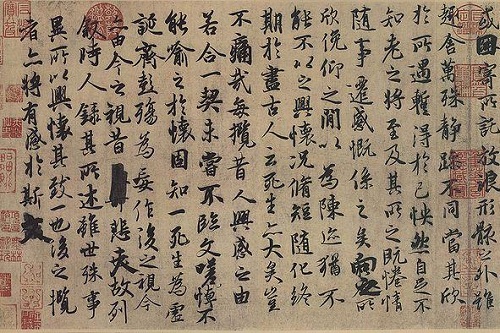 或因寄所託放浪形骸之外雖
趣舍萬殊静躁不同當其欣
於所遇蹔得於己怏然自足不
知老之將至及其所之既惓情
隨事遷感慨係之矣向之所
欣俛仰之間以為陳迹猶不
能不以之興懷況脩短隨化終
期於盡古人云死生亦大矣豈
不痛哉每攬昔人興感之由
若合一契未嘗不臨文嗟悼不
能喻之於懷固知一死生為虛
誕齊彭殤為妄作後之視今
亦由今之視昔悲夫故列
敘時人錄其所述雖世殊事
異所以興懷其致一也後之攬
者亦將有感於斯文